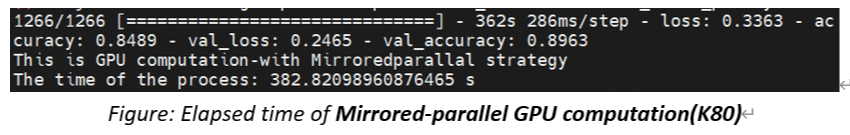 1266/1266 [==============================] - 362s 286ms/step - loss: 0.3363 - ac
curacy: 0.8489 - val_loss: 0.2465 - val_accuracy: 0.8963
This is GPU computation-with Mirroredparallal strategy
The time of the process: 382.82098960876465 s
Figure: Elapsed time of Mirrored-parallel GPU computation(K80)